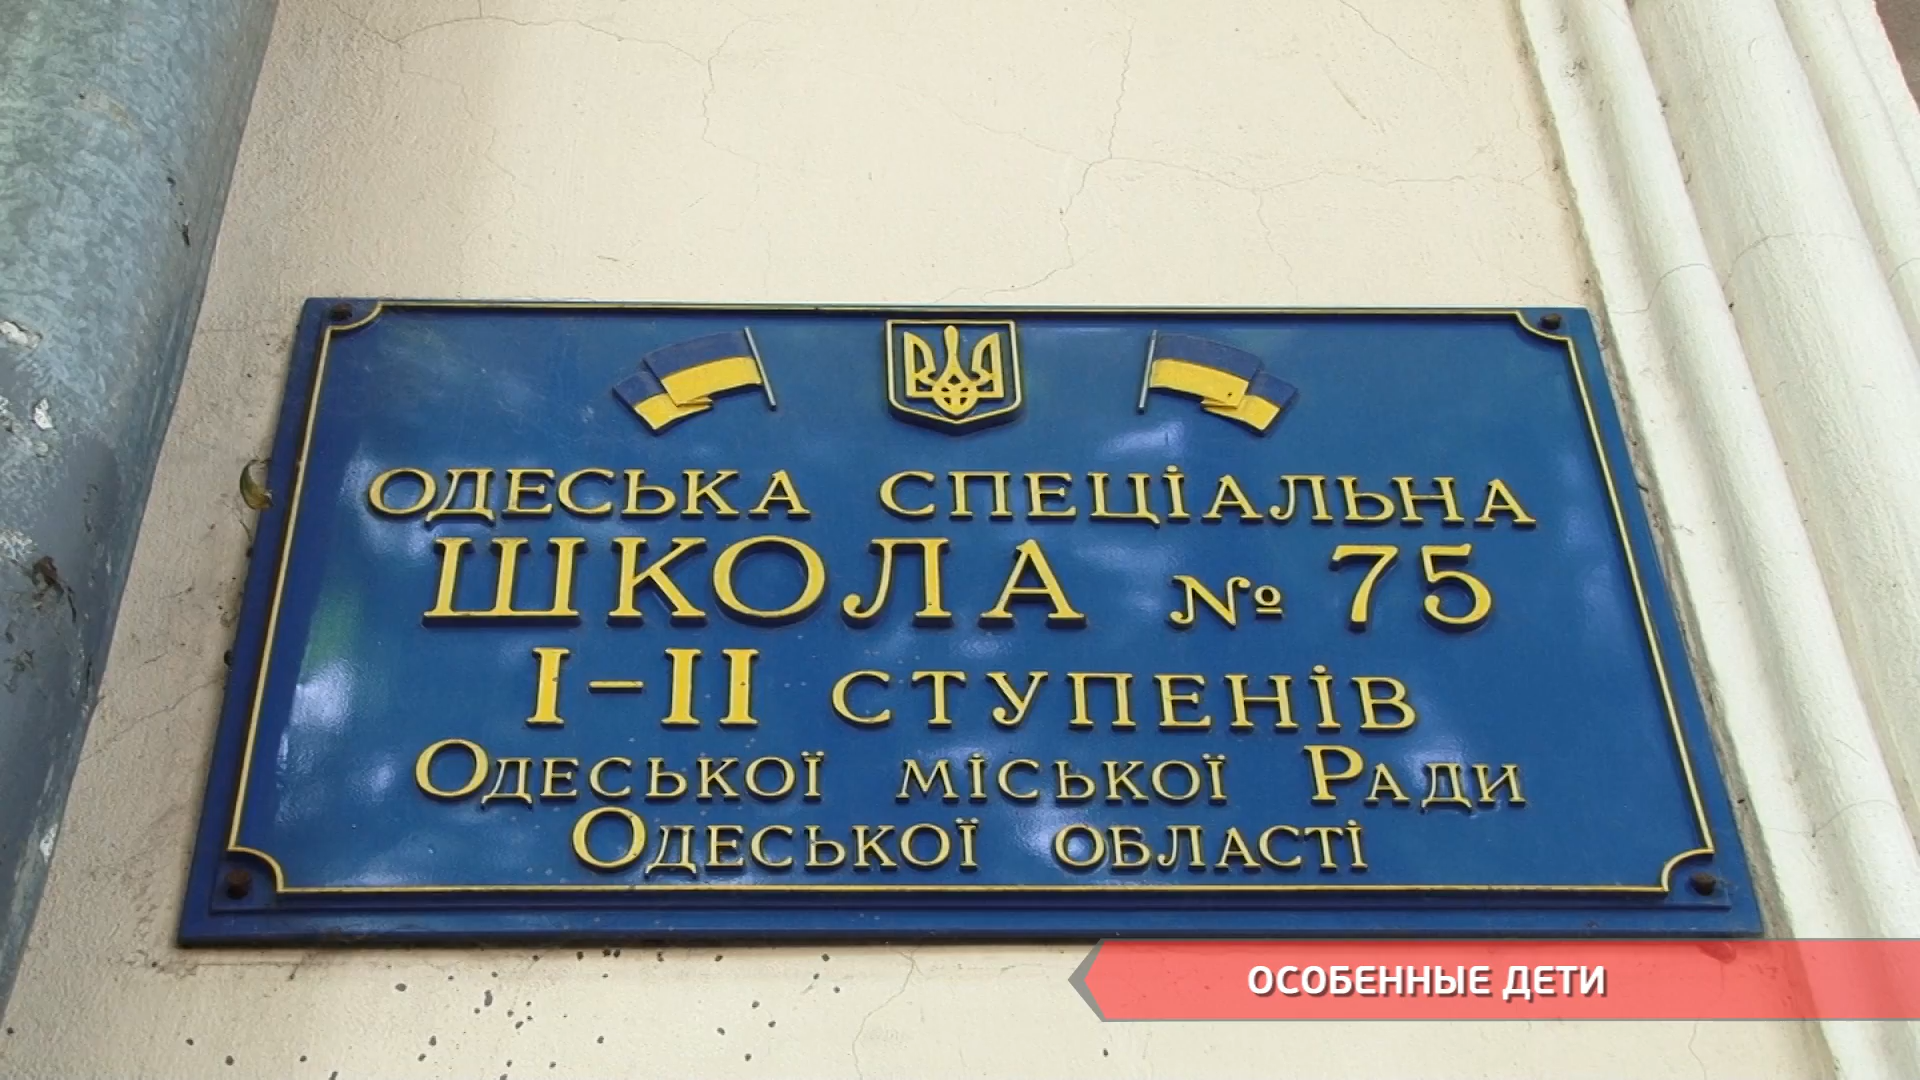 ОДЕСЬКА СПЕЦІАЛЬНА
ШКОЛА № 75
I-II СТУПЕНІВ
ОДЕСЬКОЇ МІСЬКОЇ РАДИ
ОДЕСЬКОЇ ОБЛАСТІ
ОСОБЕННЫЕ ДЕТИ